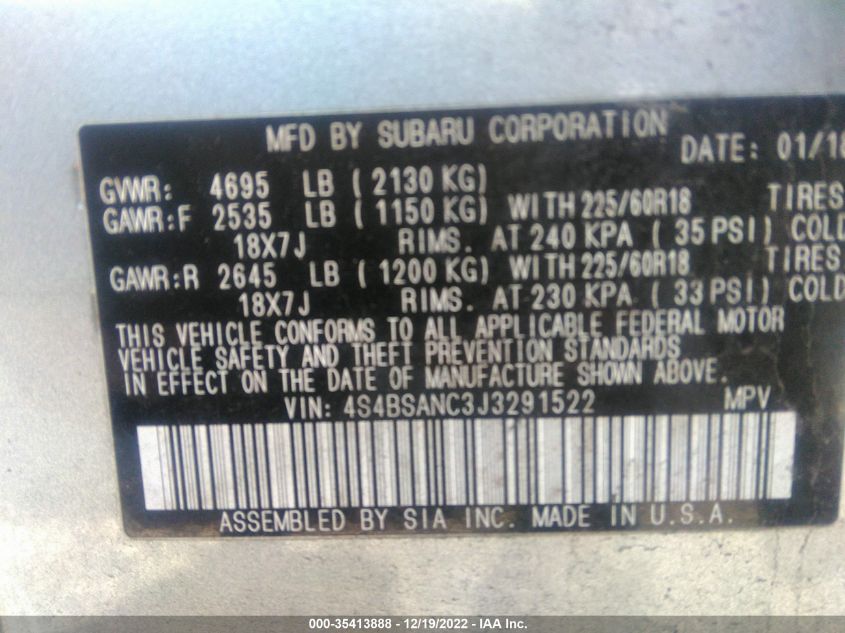 MFD BY SUBARU CORPORATION DATE: 01/18
GVWR: 4695 LB ( 2130 KG)
GAWR:F 2535 LB ( 1150 KG) WITH 225/60R18 TIRES
18X7J RIMS. AT 240 KPA ( 35 PSI) COLD
GAWR:R 2645 LB ( 1200 KG) WITH 225/60R18 TIRES
18X7J RIMS. AT 230 KPA ( 33 PSI) COLD
THIS VEHICLE CONFORMS TO ALL APPLICABLE FEDERAL MOTOR
VEHICLE SAFETY AND THEFT PREVENTION STANDARDS
IN EFFECT ON THE DATE OF MANUFACTURE SHOWN ABOVE.
VIN: 4S4BSANC3J3291522 MPV
ASSEMBLED BY SIA INC. MADE IN U.S.A.
000-35413888 - 12/19/2022 - IAA Inc.